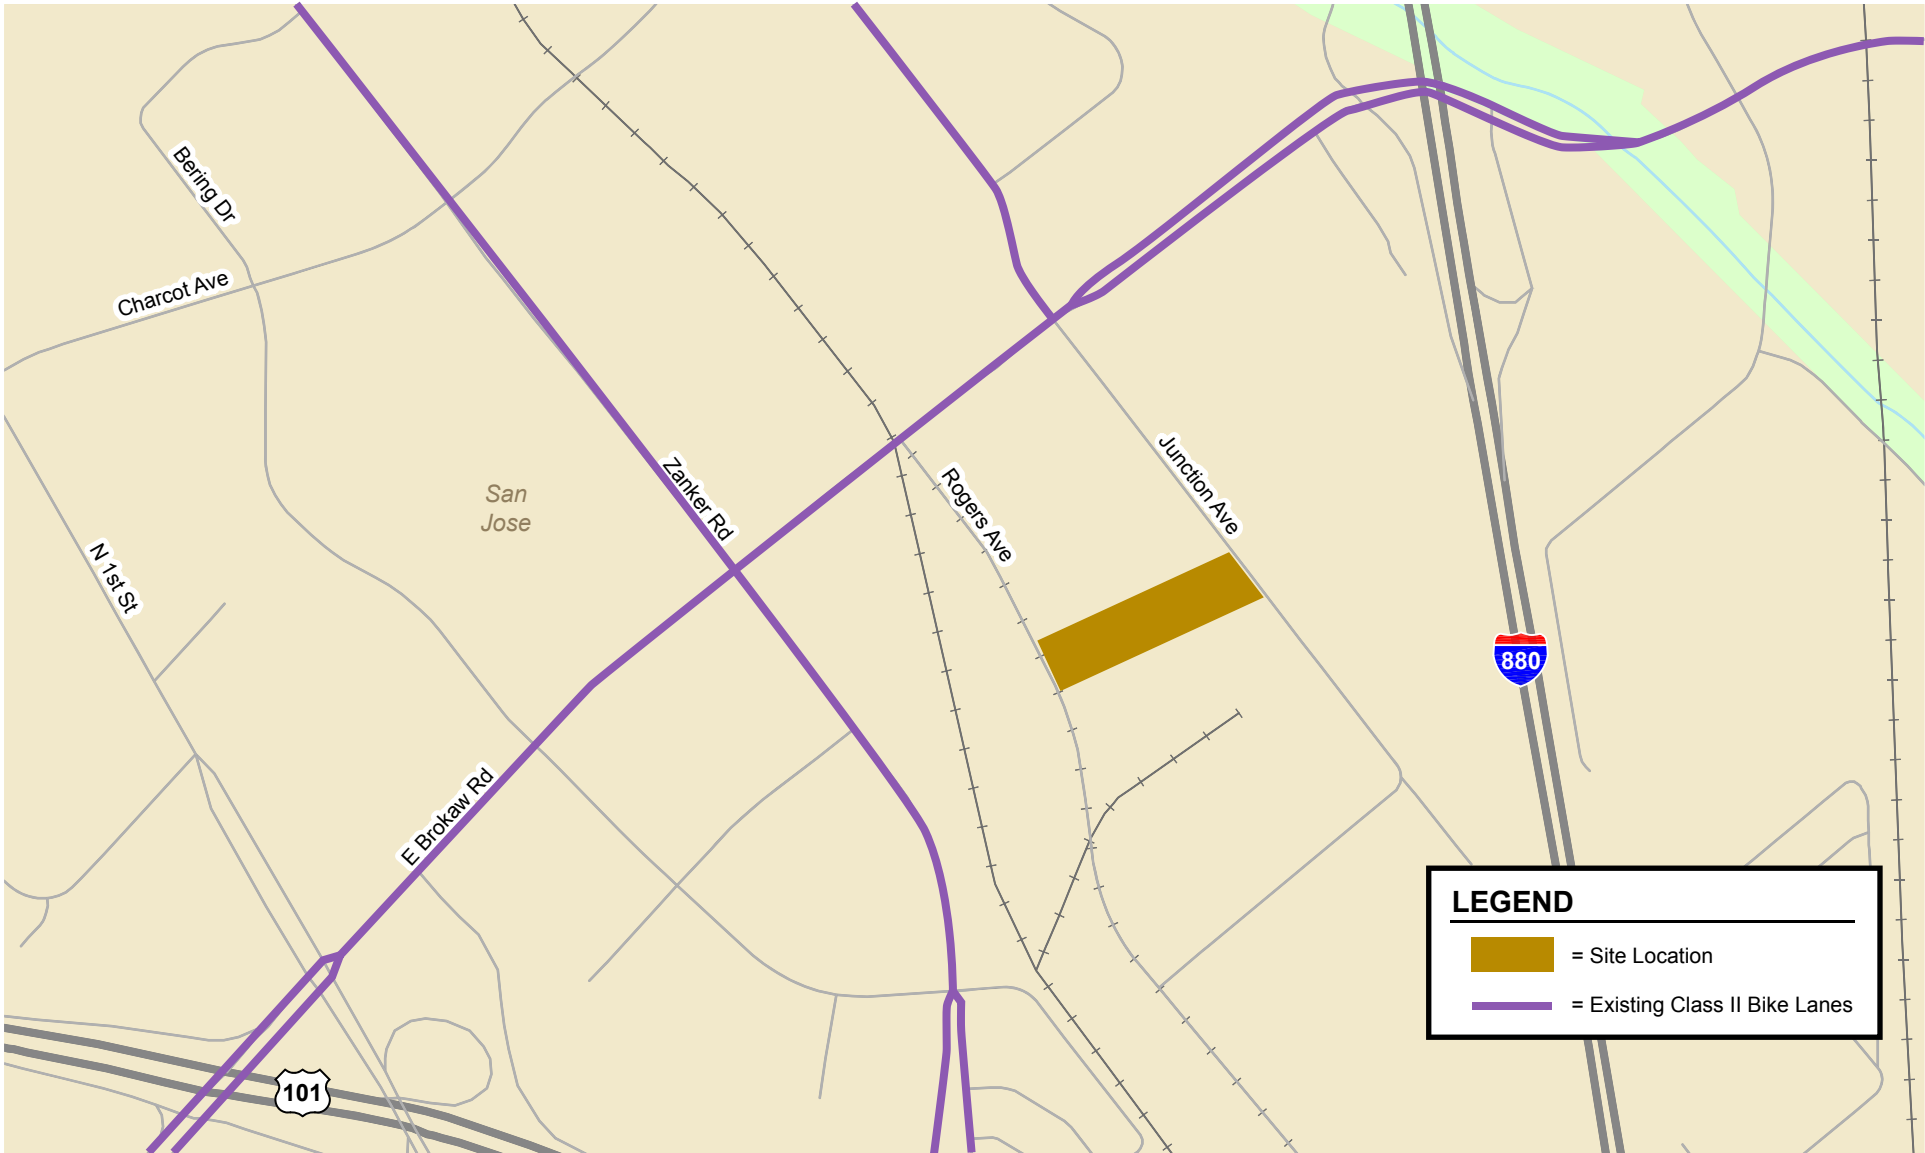 Bering Dr
Charcot Ave
San
Jose
Zanker Rd
Rogers Ave
Junction Ave
N 1st St
E Brokaw Rd
880
101
LEGEND
= Site Location
= Existing Class II Bike Lanes